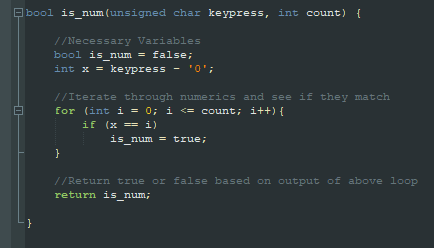 bool is_num(unsigned char keypress, int count) {
//Necessary Variables
bool is_num = false;
int x = keypress - '0';
//Iterate through numerics and see if they match
for (int i = 0; i <= count; i++){
if (x == i)
is_num = true;
}
//Return true or false based on output of above loop
return is_num;
}